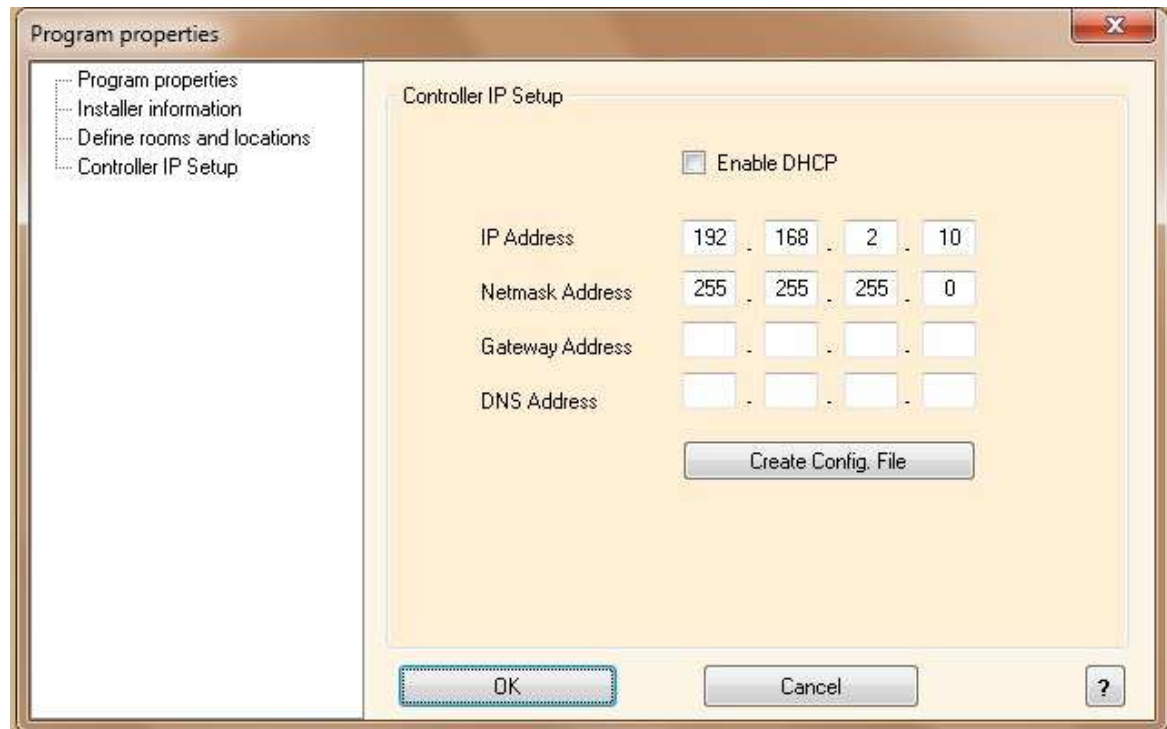 Program properties
Program properties
Installer information
Define rooms and locations
Controller IP Setup
Controller IP Setup
Enable DHCP
IP Address 192 . 168 . 2 . 10
Netmask Address 255 . 255 . 255 . 0
Gateway Address . . .
DNS Address . . .
Create Config. File
OK Cancel ?